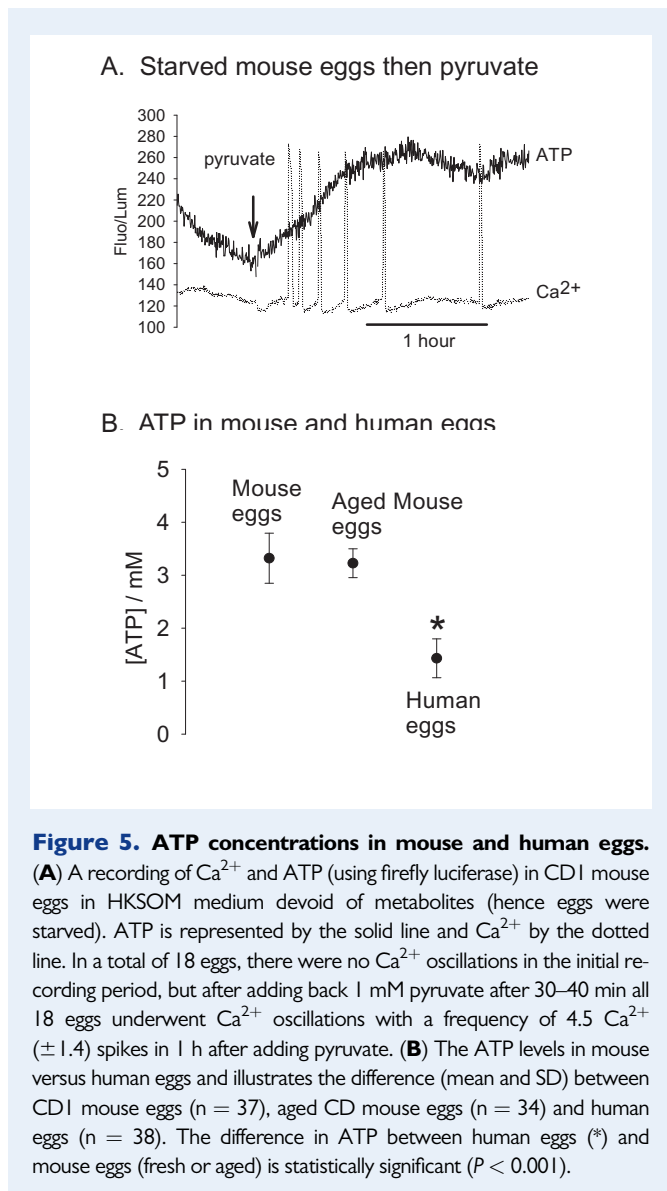 A. Starved mouse eggs then pyruvate
300
280
260
240
220
200
180
160
140
120
100
Fluo/Lum
pyruvate
ATP
Ca2+
1 hour
B. ATP in mouse and human eggs
5
4
3
2
1
0
[ATP] / mM
Mouse
eggs
Aged Mouse
eggs
*
Human
eggs
Figure 5. ATP concentrations in mouse and human eggs.
(A) A recording of Ca2+ and ATP (using firefly luciferase) in CD1 mouse
eggs in HKSOM medium devoid of metabolites (hence eggs were
starved). ATP is represented by the solid line and Ca2+ by the dotted
line. In a total of 18 eggs, there were no Ca2+ oscillations in the initial re-
cording period, but after adding back 1 mM pyruvate after 30–40 min all
18 eggs underwent Ca2+ oscillations with a frequency of 4.5 Ca2+
(±1.4) spikes in 1 h after adding pyruvate. (B) The ATP levels in mouse
versus human eggs and illustrates the difference (mean and SD) between
CD1 mouse eggs (n = 37), aged CD mouse eggs (n = 34) and human
eggs (n = 38). The difference in ATP between human eggs (*) and
mouse eggs (fresh or aged) is statistically significant (P < 0.001).